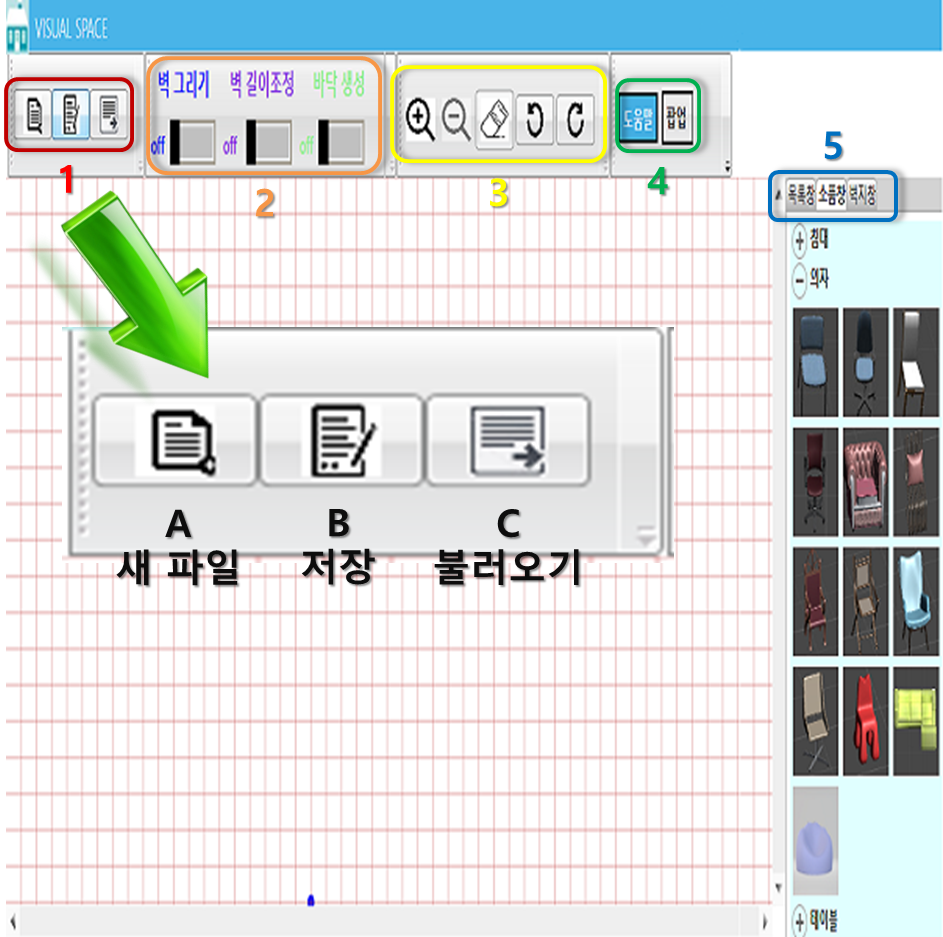 VISUAL SPACE
벽 그리기 벽 길이조정 바닥 생성
off off off
도움말 팝업
1
2
3
4
5
목록창 소품창 벽지창
침대
의자
A B C
새 파일 저장 불러오기
테이블